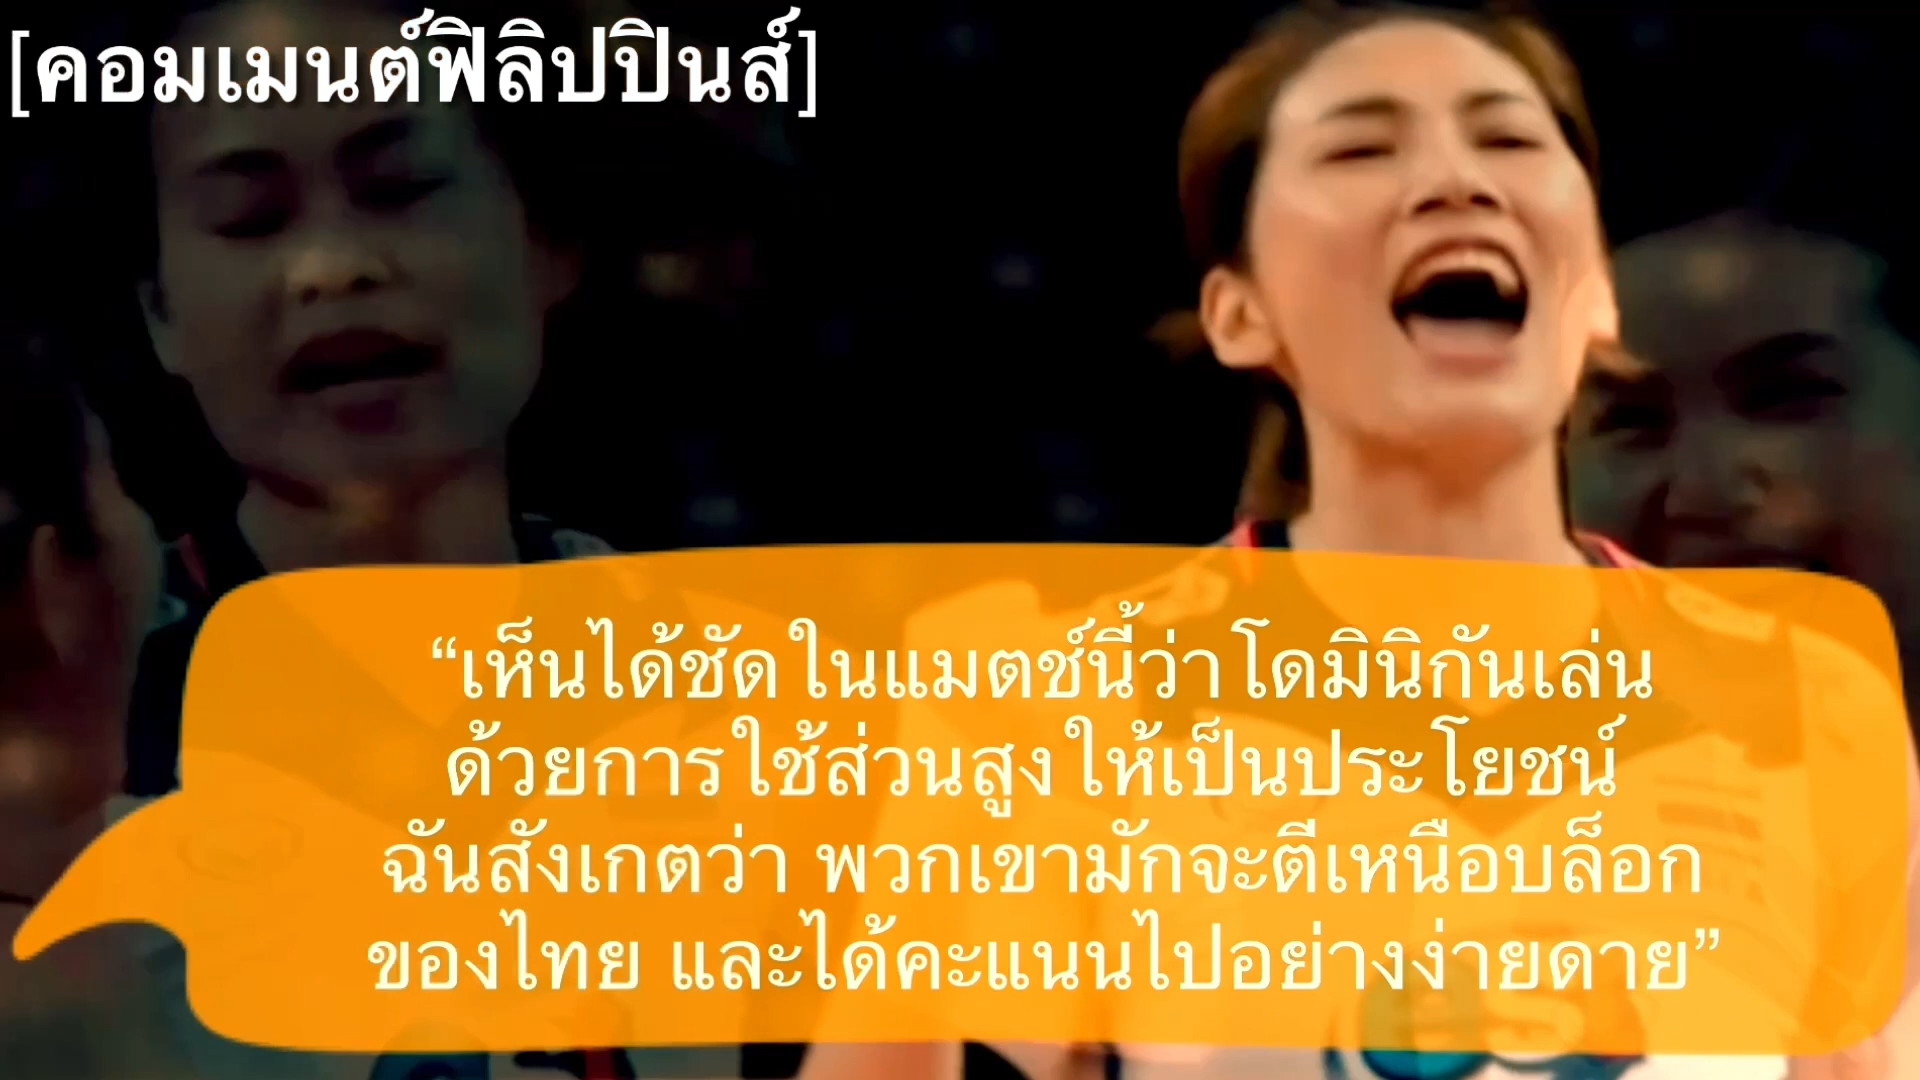 [คอมเมนต์ฟิลิปปินส์]
“เห็นได้ชัดในแมตช์นี้ว่าโดมินิกันเล่น
ด้วยการใช้ส่วนสูงให้เป็นประโยชน์
ฉันสังเกตว่า พวกเขามักจะตีเหนือบล็อก
ของไทย และได้คะแนนไปอย่างง่ายดาย”